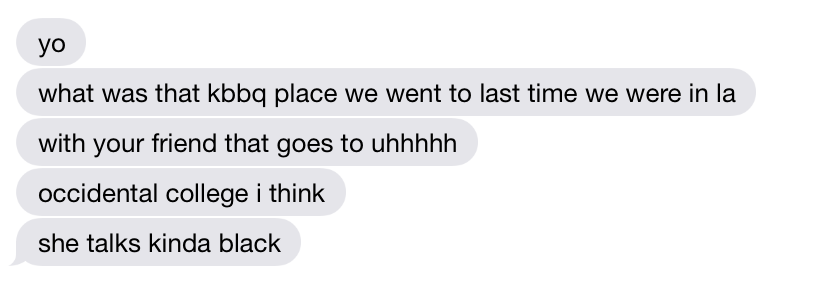 yo
what was that kbbq place we went to last time we were in la
with your friend that goes to uhhhhh
occidental college i think
she talks kinda black